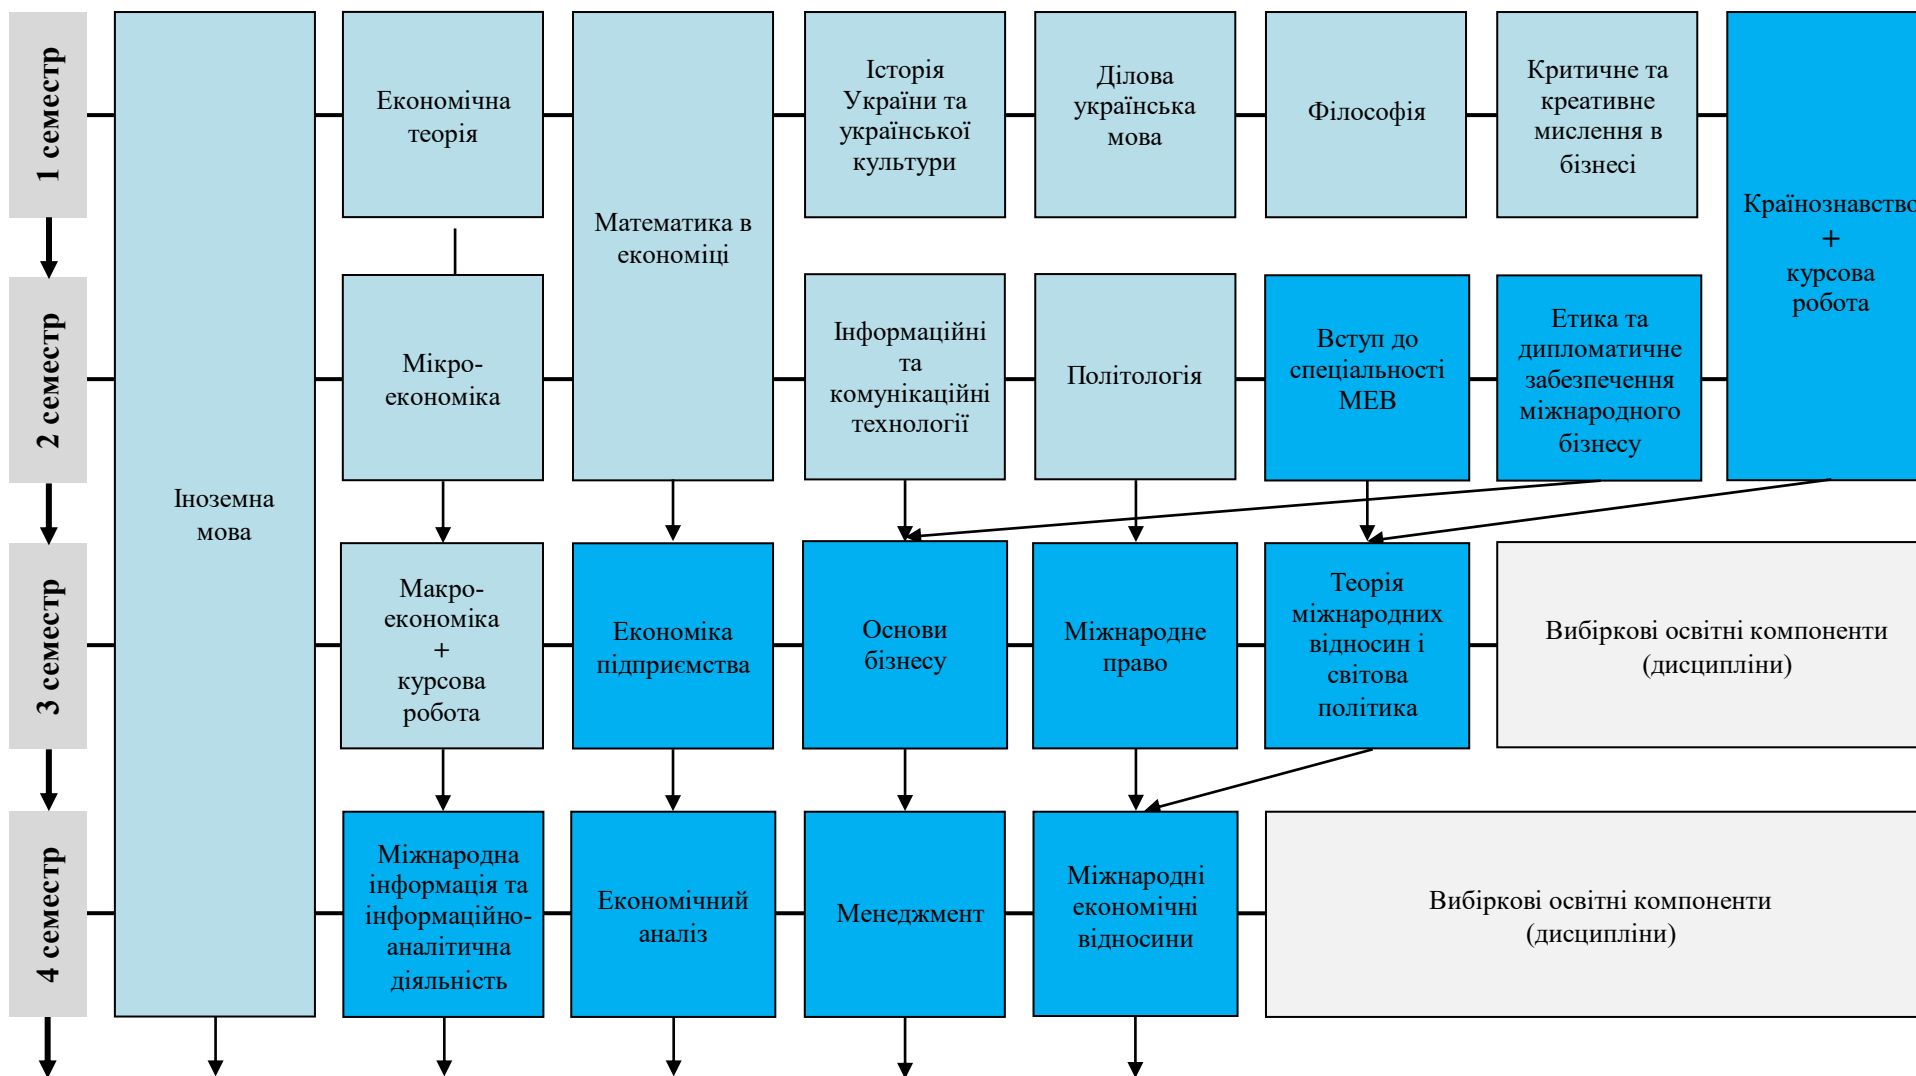 1 семестр
Економічна
теорія
Історія
України та
української
культури
Ділова
українська
мова
Філософія
Критичне та
креативне
мислення в
бізнесі
Країнознавство
+
курсова
робота
Математика в
економіці
2 семестр
Мікро-
економіка
Інформаційні
та
комунікаційні
технології
Політологія
Вступ до
спеціальності
МЕВ
Етика та
дипломатичне
забезпечення
міжнародного
бізнесу
Іноземна
мова
3 семестр
Макро-
економіка
+
курсова
робота
Економіка
підприємства
Основи
бізнесу
Міжнародне
право
Теорія
міжнародних
відносин і
світова
політика
Вибіркові освітні компоненти
(дисципліни)
4 семестр
Міжнародна
інформація та
інформаційно-
аналітична
діяльність
Економічний
аналіз
Менеджмент
Міжнародні
економічні
відносини
Вибіркові освітні компоненти
(дисципліни)